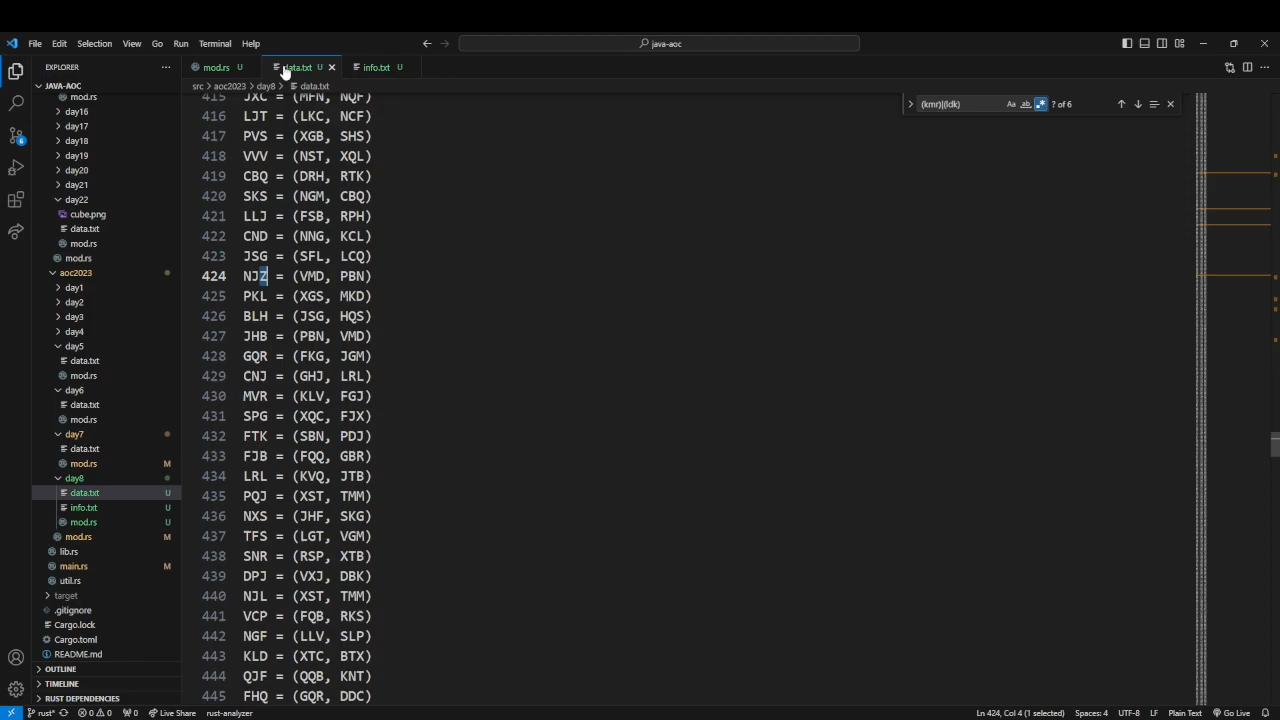 File Edit Selection View Go Run Terminal Help
java-aoc
EXPLORER
mod.rs U
data.txt U
info.txt U
JAVA-AOC
src > aoc2023 > day8 > data.txt
(kmr)|(ldk)
Aa ab ? of 6
mod.rs
day16
day17
day18
day19
day20
day21
day22
cube.png
data.txt
mod.rs
mod.rs
aoc2023
day1
day2
day3
day4
day5
data.txt
mod.rs
day6
data.txt
mod.rs
day7
data.txt
mod.rs M
day8
data.txt U
info.txt U
mod.rs U
mod.rs M
lib.rs
main.rs M
util.rs
target
.gitignore
Cargo.lock
Cargo.toml
README.md
OUTLINE
TIMELINE
RUST DEPENDENCIES
415 JXC = (MFN, NQF)
416 LJT = (LKC, NCF)
417 PVS = (XGB, SHS)
418 VVV = (NST, XQL)
419 CBQ = (DRH, RTK)
420 SKS = (NGM, CBQ)
421 LLJ = (FSB, RPH)
422 CND = (NNG, KCL)
423 JSG = (SFL, LCQ)
424 NJZ = (VMD, PBN)
425 PKL = (XGS, MKD)
426 BLH = (JSG, HQS)
427 JHB = (PBN, VMD)
428 GQR = (FKG, JGM)
429 CNJ = (GHJ, LRL)
430 MVR = (KLV, FGJ)
431 SPG = (XQC, FJX)
432 FTK = (SBN, PDJ)
433 FJB = (FQQ, GBR)
434 LRL = (KVQ, JTB)
435 PQJ = (XST, TMM)
436 NXS = (JHF, SKG)
437 TFS = (LGT, VGM)
438 SNR = (RSP, XTB)
439 DPJ = (VXJ, DBK)
440 NJL = (XST, TMM)
441 VCP = (FQB, RKS)
442 NGF = (LLV, SLP)
443 KLD = (XTC, BTX)
444 QJF = (QQB, KNT)
445 FHQ = (GQR, DDC)
6
rust* 0 0 0 Live Share rust-analyzer
Ln 424, Col 4 (1 selected) Spaces: 4 UTF-8 LF Plain Text Go Live